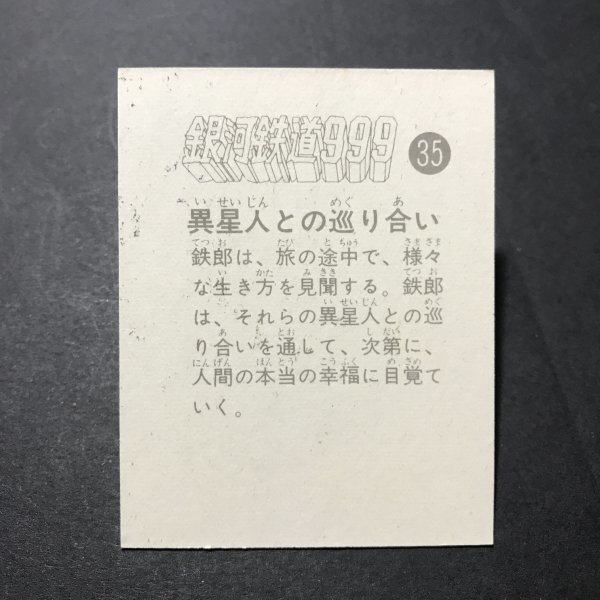 銀河鉄道999
35
異星人との巡り合い
鉄郎は、旅の途中で、様々
な生き方を見聞する。鉄郎
は、それらの異星人との巡
り合いを通して、次第に、
人間の本当の幸福に目覚て
いく。